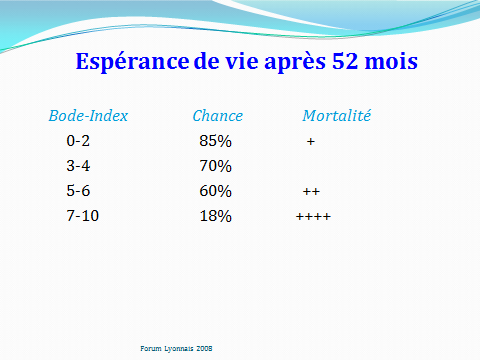 Espérance de vie après 52 mois
Bode-Index Chance Mortalité
0-2 85% +
3-4 70%
5-6 60% ++
7-10 18% ++++
Forum Lyonnais 2008